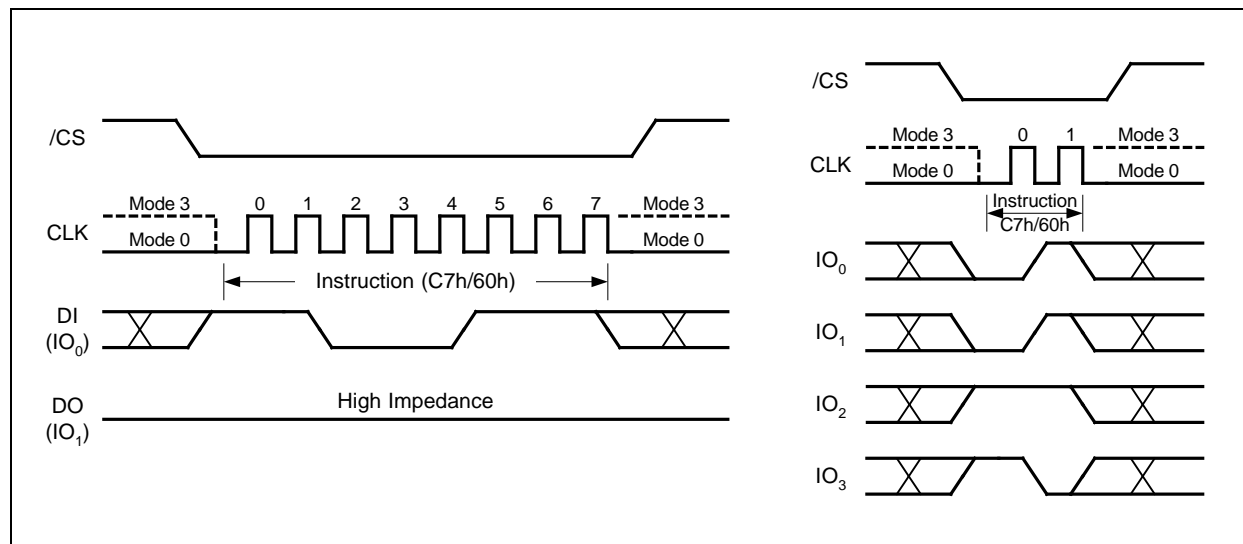 /CS
CLK
Mode 3
Mode 0
0 1 2 3 4 5 6 7
Mode 3
Mode 0
Instruction (C7h/60h)
DI
(IO₀)
DO
(IO₁)
High Impedance
/CS
CLK
Mode 3
Mode 0
0 1
Mode 3
Mode 0
Instruction
C7h/60h
IO₀
IO₁
IO₂
IO₃